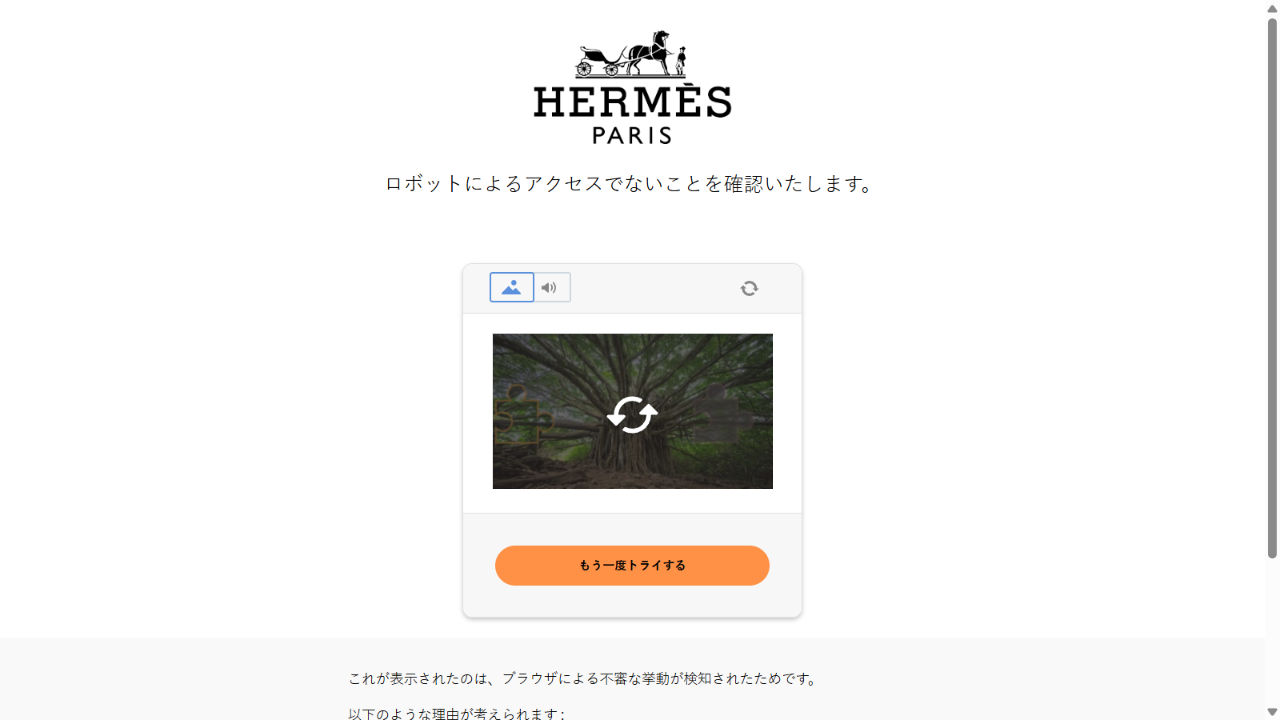 HERMÈS
PARIS
ロボットによるアクセスでないことを確認いたします。
もう一度トライする
これが表示されたのは、ブラウザによる不審な挙動が検知されたためです。
以下のような理由が考えられます: